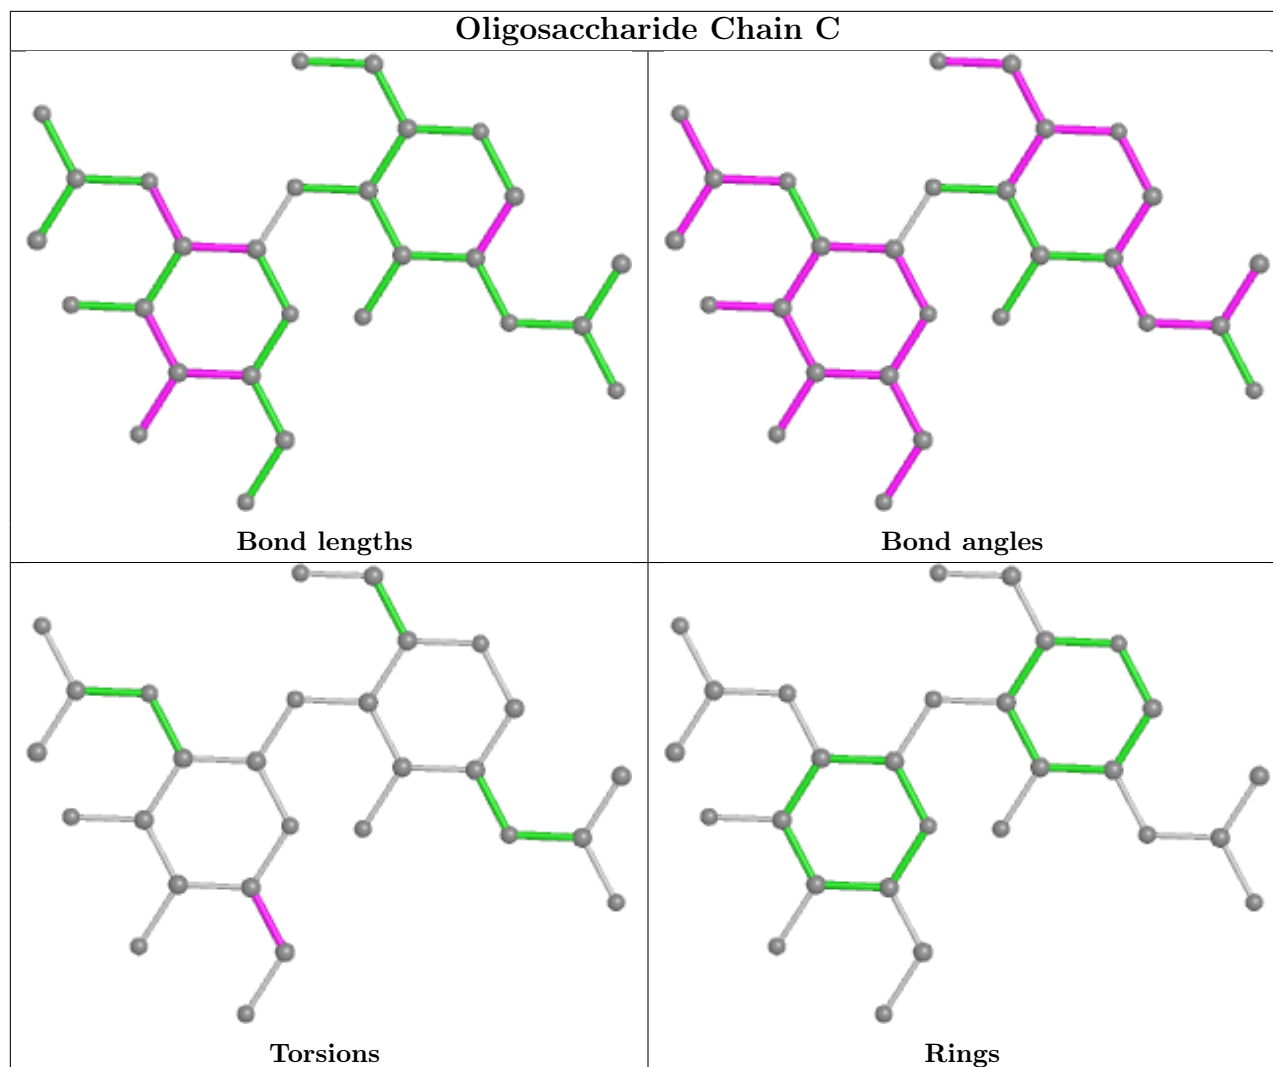 Oligosaccharide Chain C
Bond lengths
Bond angles
Torsions
Rings